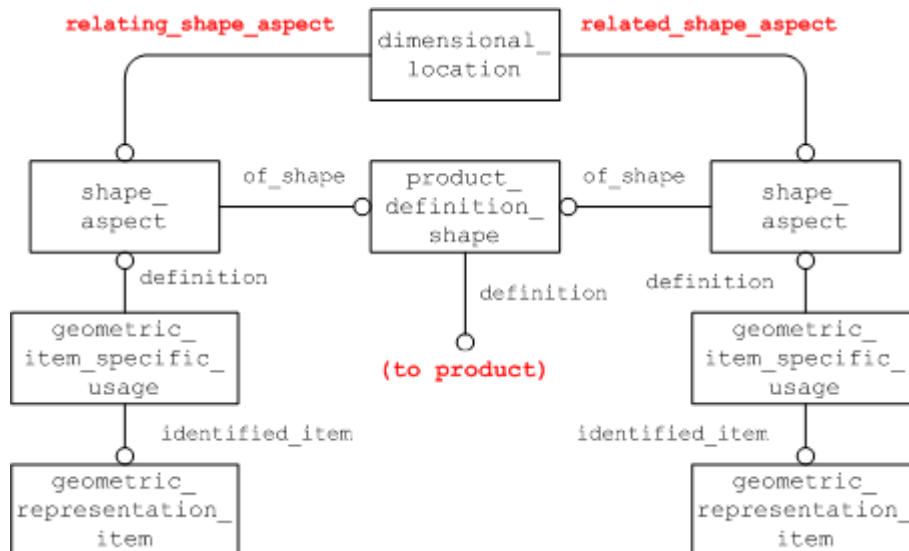 relating_shape_aspect
dimensional_
location
related_shape_aspect
shape_
aspect
of_shape
product_
definition_
shape
of_shape
shape_
aspect
definition
definition
definition
geometric_
item_specific_
usage
(to product)
geometric_
item_specific_
usage
identified_item
identified_item
geometric_
representation_
item
geometric_
representation_
item